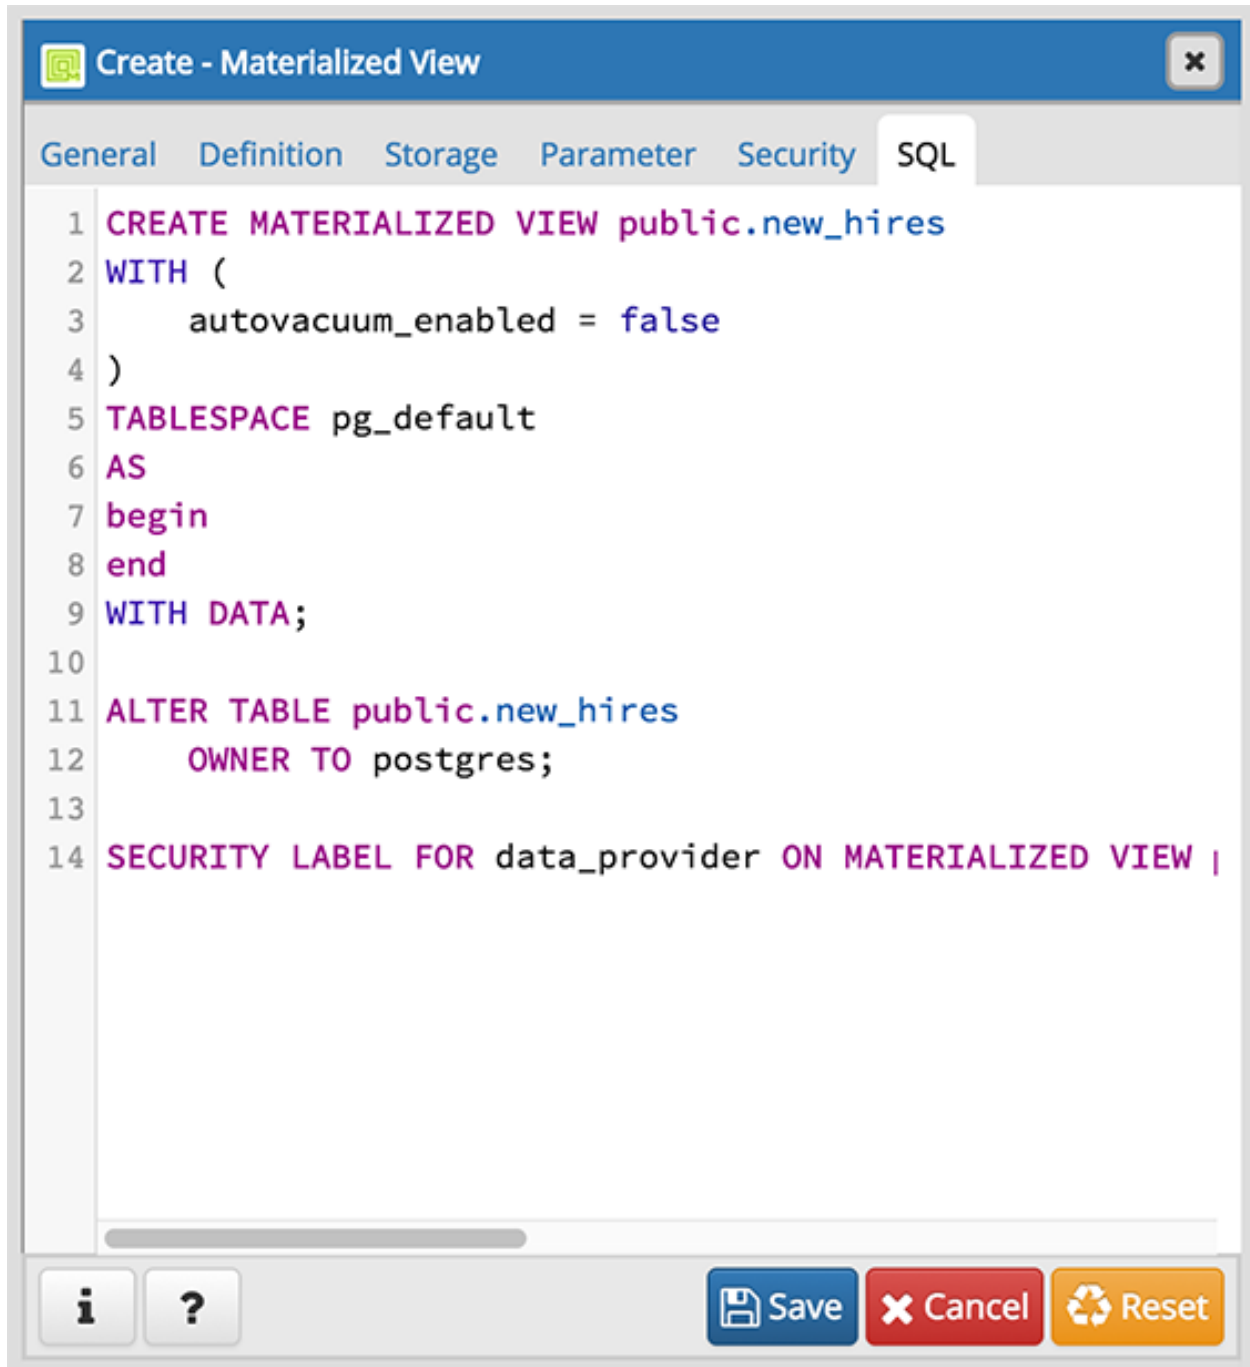 Create - Materialized View
General Definition Storage Parameter Security SQL
1 CREATE MATERIALIZED VIEW public.new_hires
2 WITH (
3     autovacuum_enabled = false
4 )
5 TABLESPACE pg_default
6 AS
7 begin
8 end
9 WITH DATA;
10
11 ALTER TABLE public.new_hires
12     OWNER TO postgres;
13
14 SECURITY LABEL FOR data_provider ON MATERIALIZED VIEW
i ? Save Cancel Reset